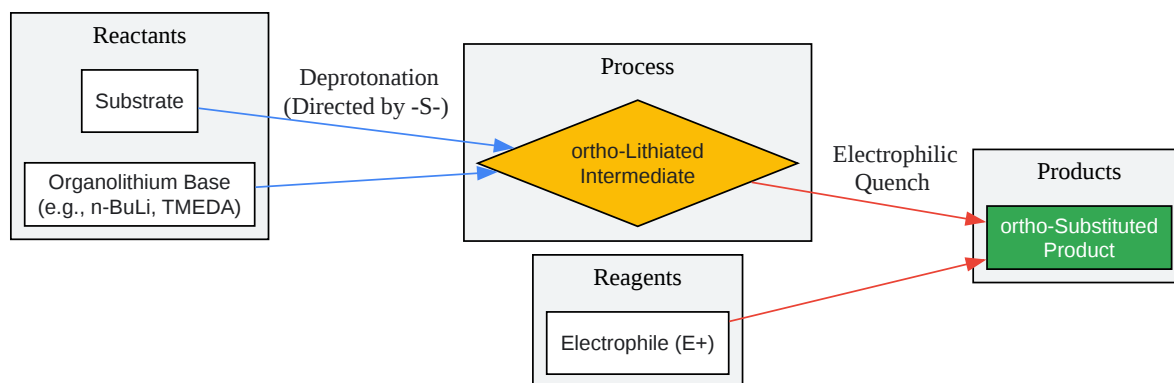 Reactants
Substrate
Organolithium Base
(e.g., n-BuLi, TMEDA)
Deprotonation
(Directed by -S-)
Process
ortho-Lithiated
Intermediate
Reagents
Electrophile (E+)
Electrophilic
Quench
Products
ortho-Substituted
Product